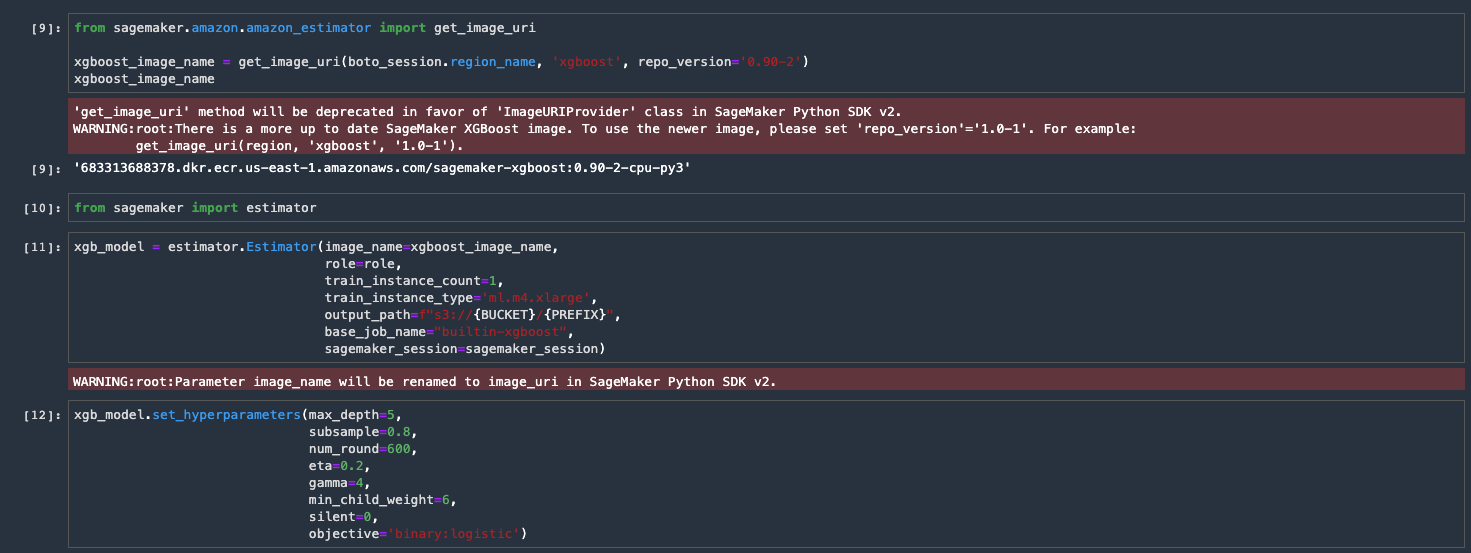 [9]: from sagemaker.amazon.amazon_estimator import get_image_uri
xgboost_image_name = get_image_uri(boto_session.region_name, 'xgboost', repo_version='0.90-2')
xgboost_image_name
'get_image_uri' method will be deprecated in favor of 'ImageURIProvider' class in SageMaker Python SDK v2.
WARNING:root:There is a more up to date SageMaker XGBoost image. To use the newer image, please set 'repo_version'='1.0-1'. For example:
get_image_uri(region, 'xgboost', '1.0-1').
[9]: '683313688378.dkr.ecr.us-east-1.amazonaws.com/sagemaker-xgboost:0.90-2-cpu-py3'
[10]: from sagemaker import estimator
[11]: xgb_model = estimator.Estimator(image_name=xgboost_image_name,
role=role,
train_instance_count=1,
train_instance_type='ml.m4.xlarge',
output_path=f"s3://{BUCKET}/{PREFIX}",
base_job_name="builtin-xgboost",
sagemaker_session=sagemaker_session)
WARNING:root:Parameter image_name will be renamed to image_uri in SageMaker Python SDK v2.
[12]: xgb_model.set_hyperparameters(max_depth=5,
subsample=0.8,
num_round=600,
eta=0.2,
gamma=4,
min_child_weight=6,
silent=0,
objective='binary:logistic')